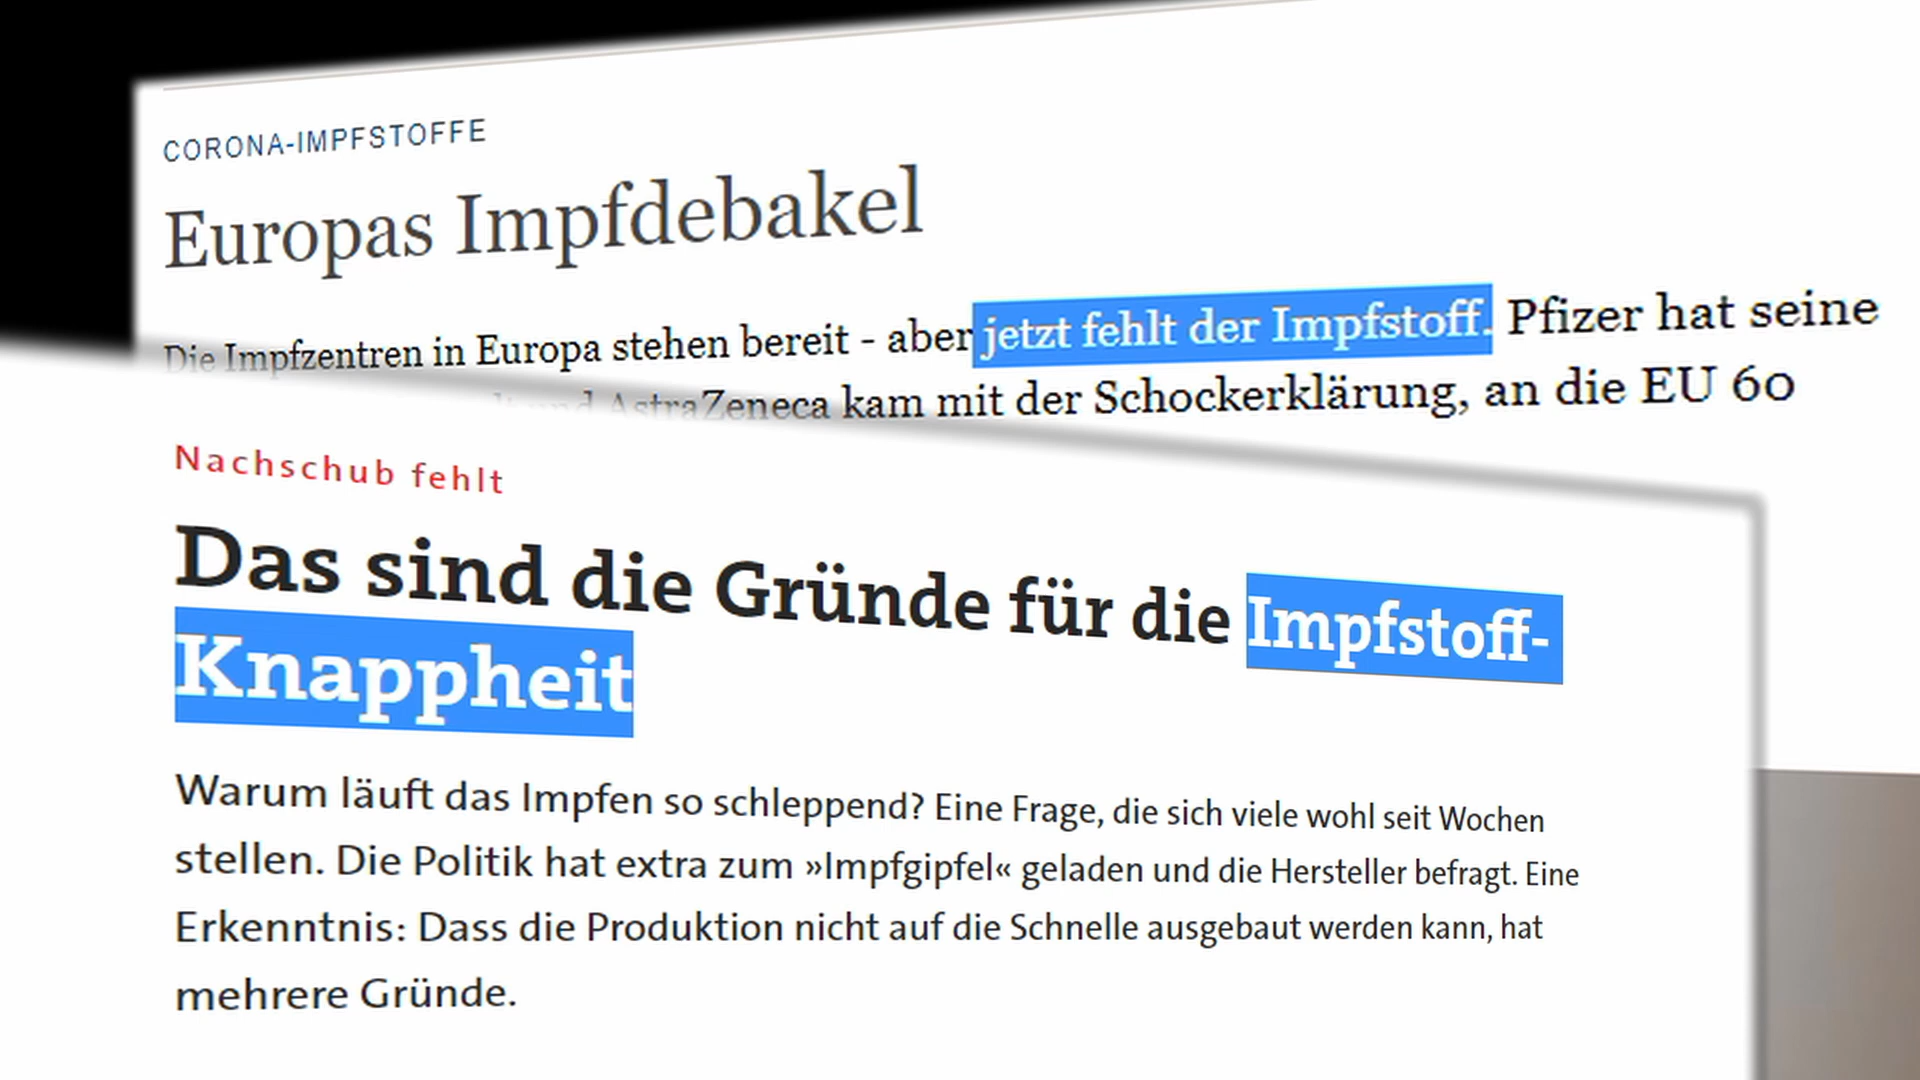 CORONA-IMPFSTOFFE
Europas Impfdebakel
Die Impfzentren in Europa stehen bereit - aber jetzt fehlt der Impfstoff. Pfizer hat seine
und AstraZeneca kam mit der Schockerklärung, an die EU 60
Nachschub fehlt
Das sind die Gründe für die Impfstoff-
Knappheit
Warum läuft das Impfen so schleppend? Eine Frage, die sich viele wohl seit Wochen
stellen. Die Politik hat extra zum »Impfgipfel« geladen und die Hersteller befragt. Eine
Erkenntnis: Dass die Produktion nicht auf die Schnelle ausgebaut werden kann, hat
mehrere Gründe.